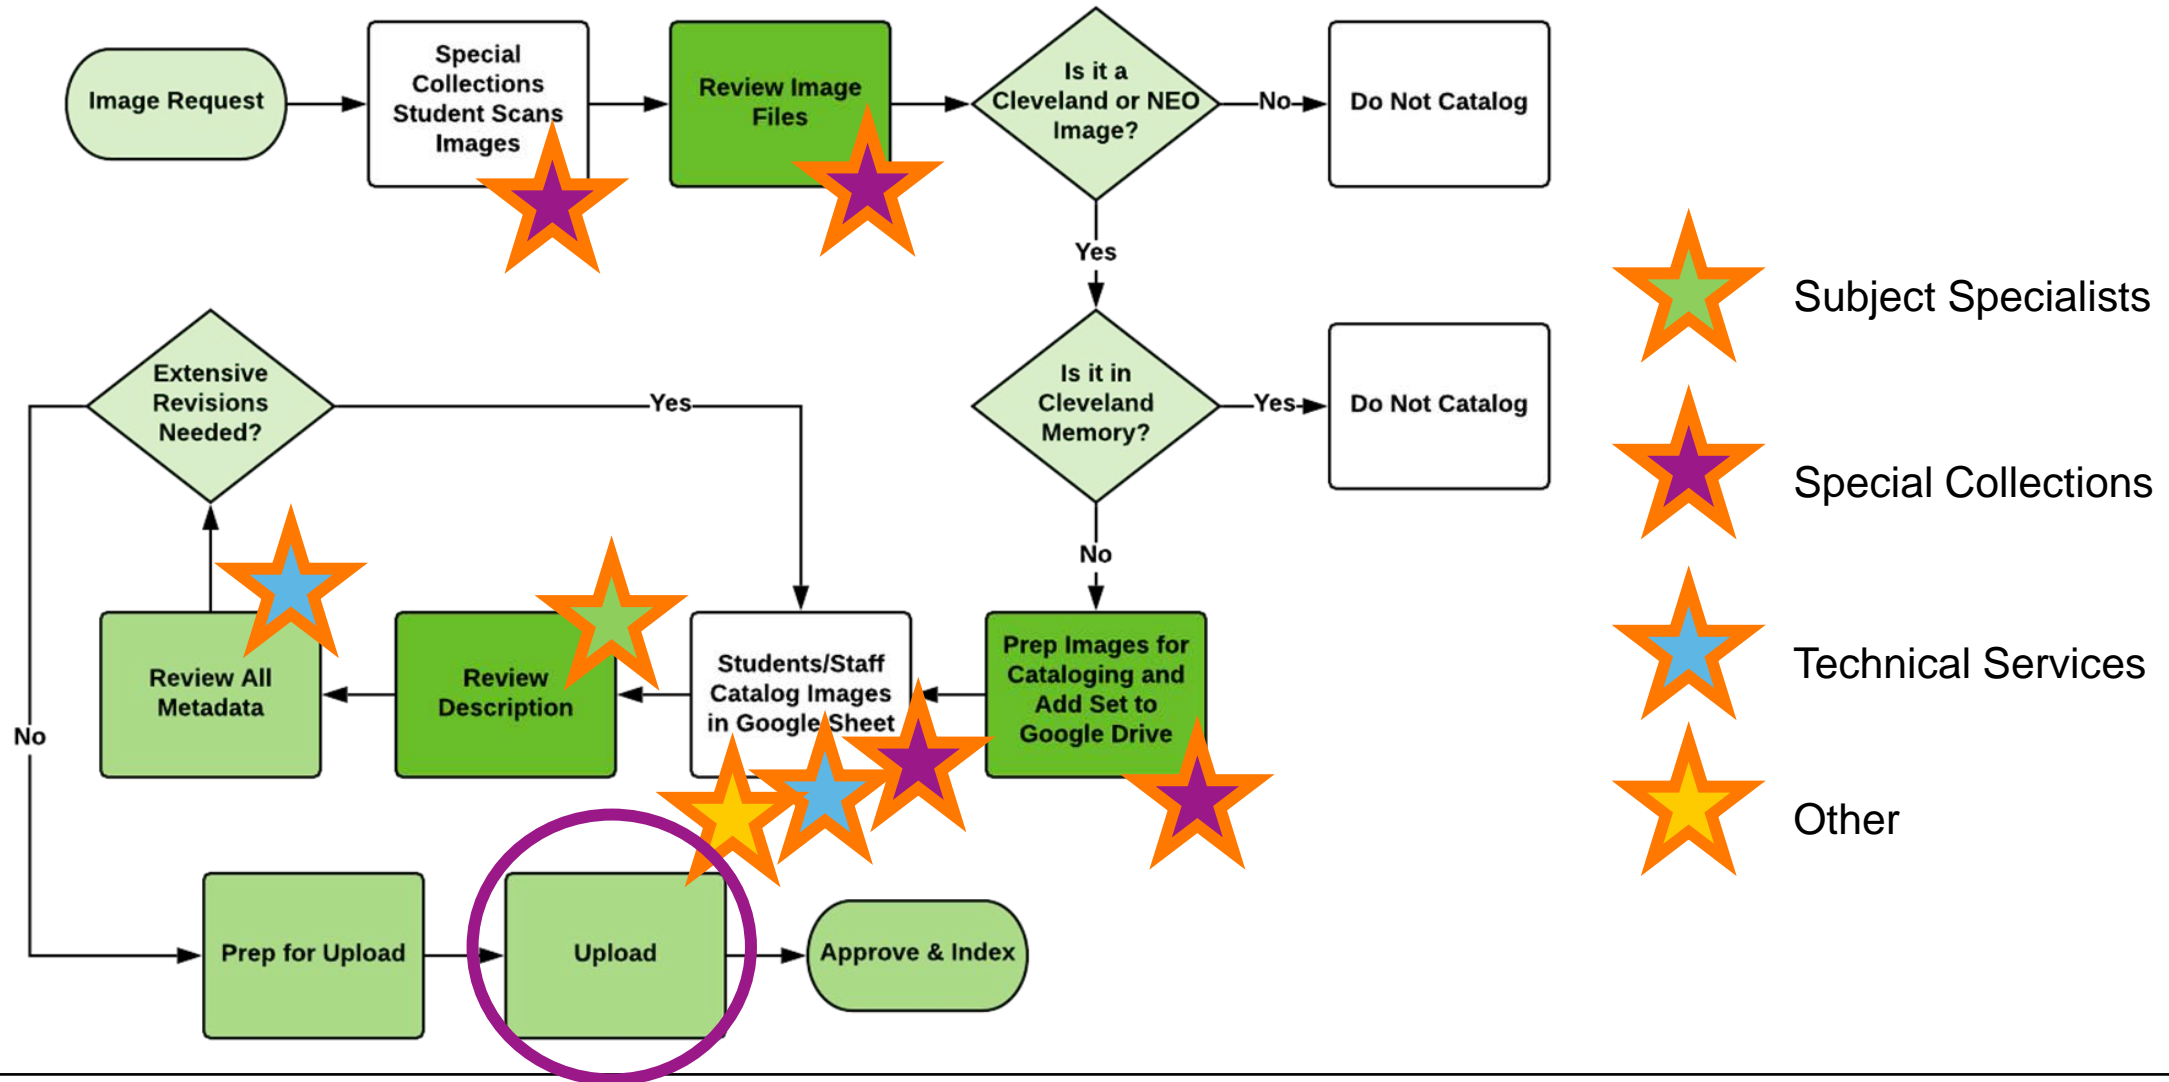 Image Request
Special
Collections
Student Scans
Images
Review Image
Files
Is it a
Cleveland or NEO
Image?
No
Do Not Catalog
Yes
Is it in
Cleveland
Memory?
Yes
Do Not Catalog
No
Prep Images for
Cataloging and
Add Set to
Google Drive
Students/Staff
Catalog Images
in Google Sheet
Review
Description
Review All
Metadata
Extensive
Revisions
Needed?
Yes
No
Prep for Upload
Upload
Approve & Index
Subject Specialists
Special Collections
Technical Services
Other